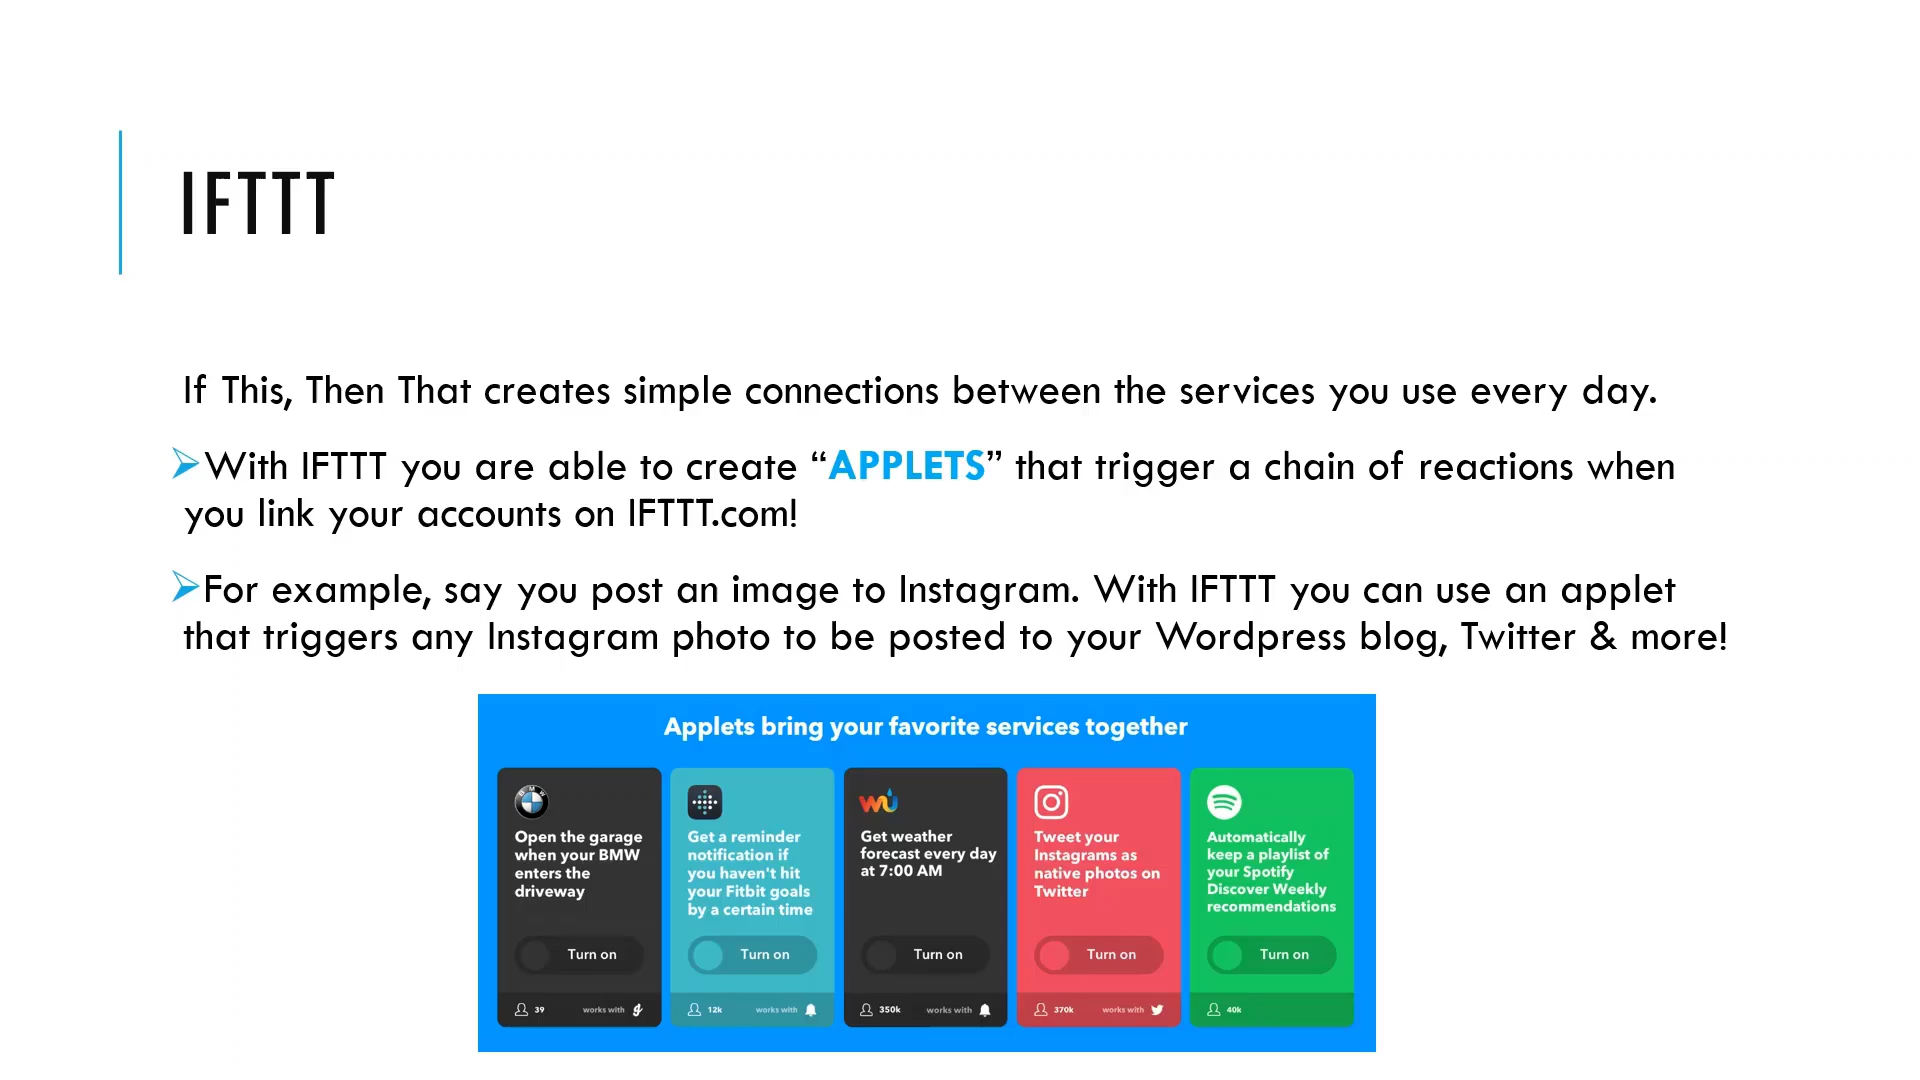 IFTTT
If This, Then That creates simple connections between the services you use every day.
With IFTTT you are able to create “APPLETS” that trigger a chain of reactions when
you link your accounts on IFTTT.com!
For example, say you post an image to Instagram. With IFTTT you can use an applet
that triggers any Instagram photo to be posted to your Wordpress blog, Twitter & more!
Applets bring your favorite services together
BMW
Open the garage
when your BMW
enters the
driveway
Turn on
39 works with
Get a reminder
notification if
you haven't hit
your Fitbit goals
by a certain time
Turn on
12k works with
wu
Get weather
forecast every day
at 7:00 AM
Turn on
350k works with
Tweet your
Instagrams as
native photos on
Twitter
Turn on
370k works with
Automatically
keep a playlist of
your Spotify
Discover Weekly
recommendations
Turn on
40k